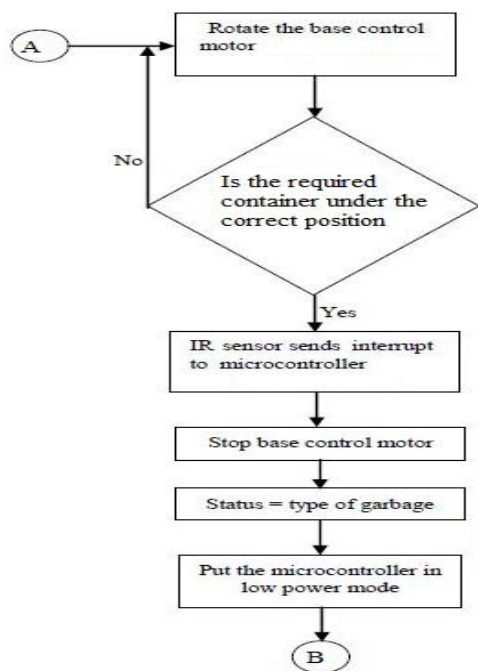 A
Rotate the base control
motor
No
Is the required
container under the
correct position
Yes
IR sensor sends interrupt
to microcontroller
Stop base control motor
Status = type of garbage
Put the microcontroller in
low power mode
B